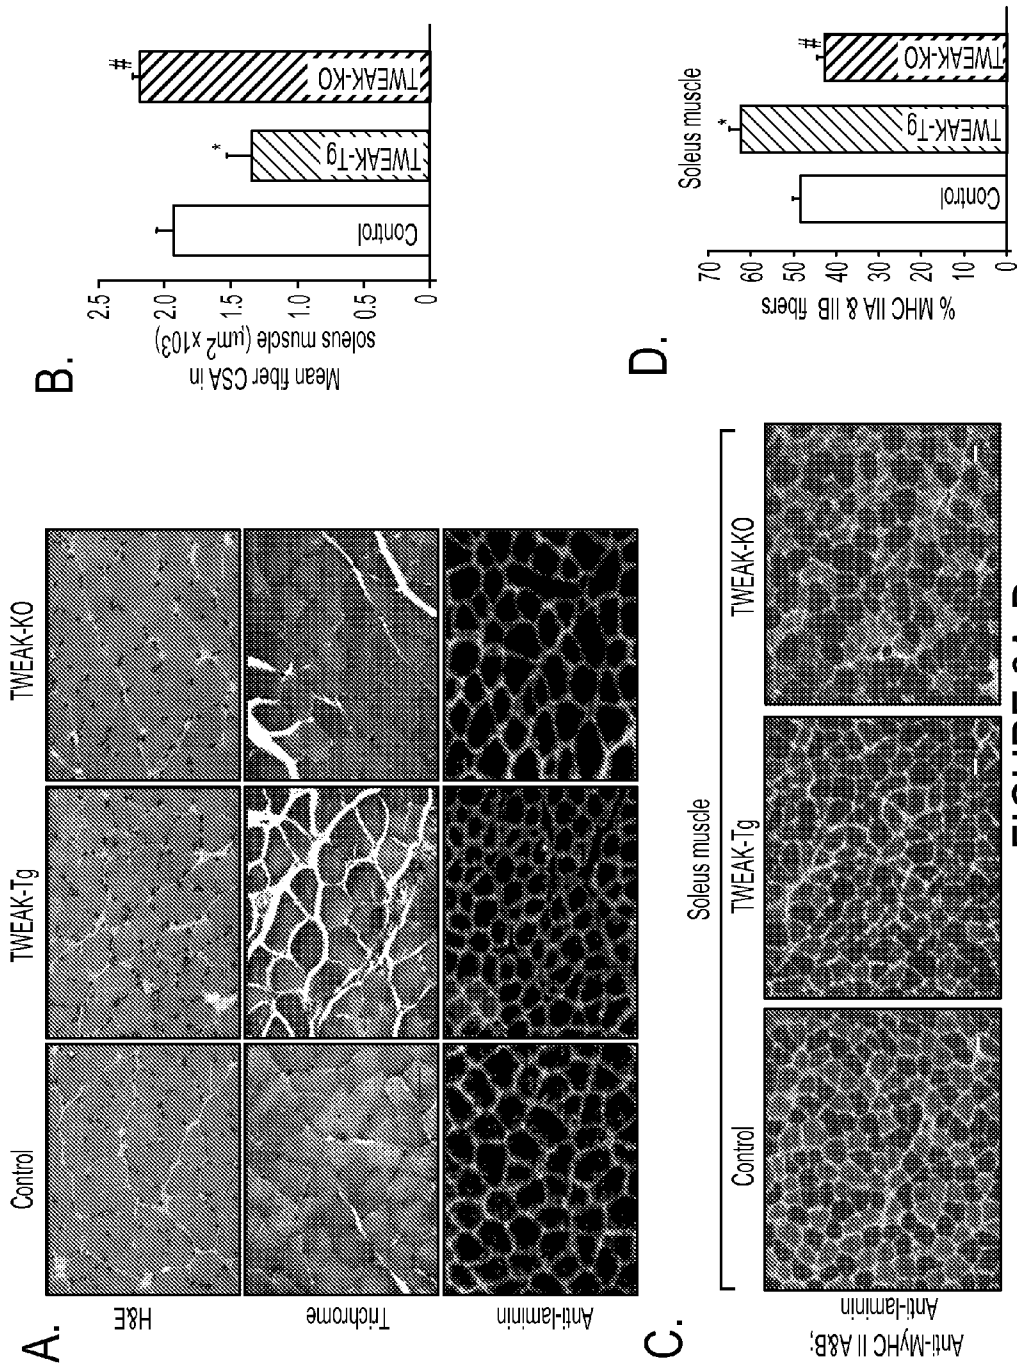 A.
Control
TWEAK-Tg
TWEAK-KO
H&E
Trichrome
Anti-laminin
B.
Mean fiber CSA in
soleus muscle (μm² x103)
2.5
2.0
1.5
1.0
0.5
0
Control
TWEAK-Tg
TWEAK-KO
*
#
C.
Soleus muscle
Control
TWEAK-Tg
TWEAK-KO
Anti-MyHC II A&B;
Anti-laminin
D.
Soleus muscle
% MHC IIA & IIB fibers
70
60
50
40
30
20
10
0
Control
TWEAK-Tg
TWEAK-KO
*
#
FIGURE